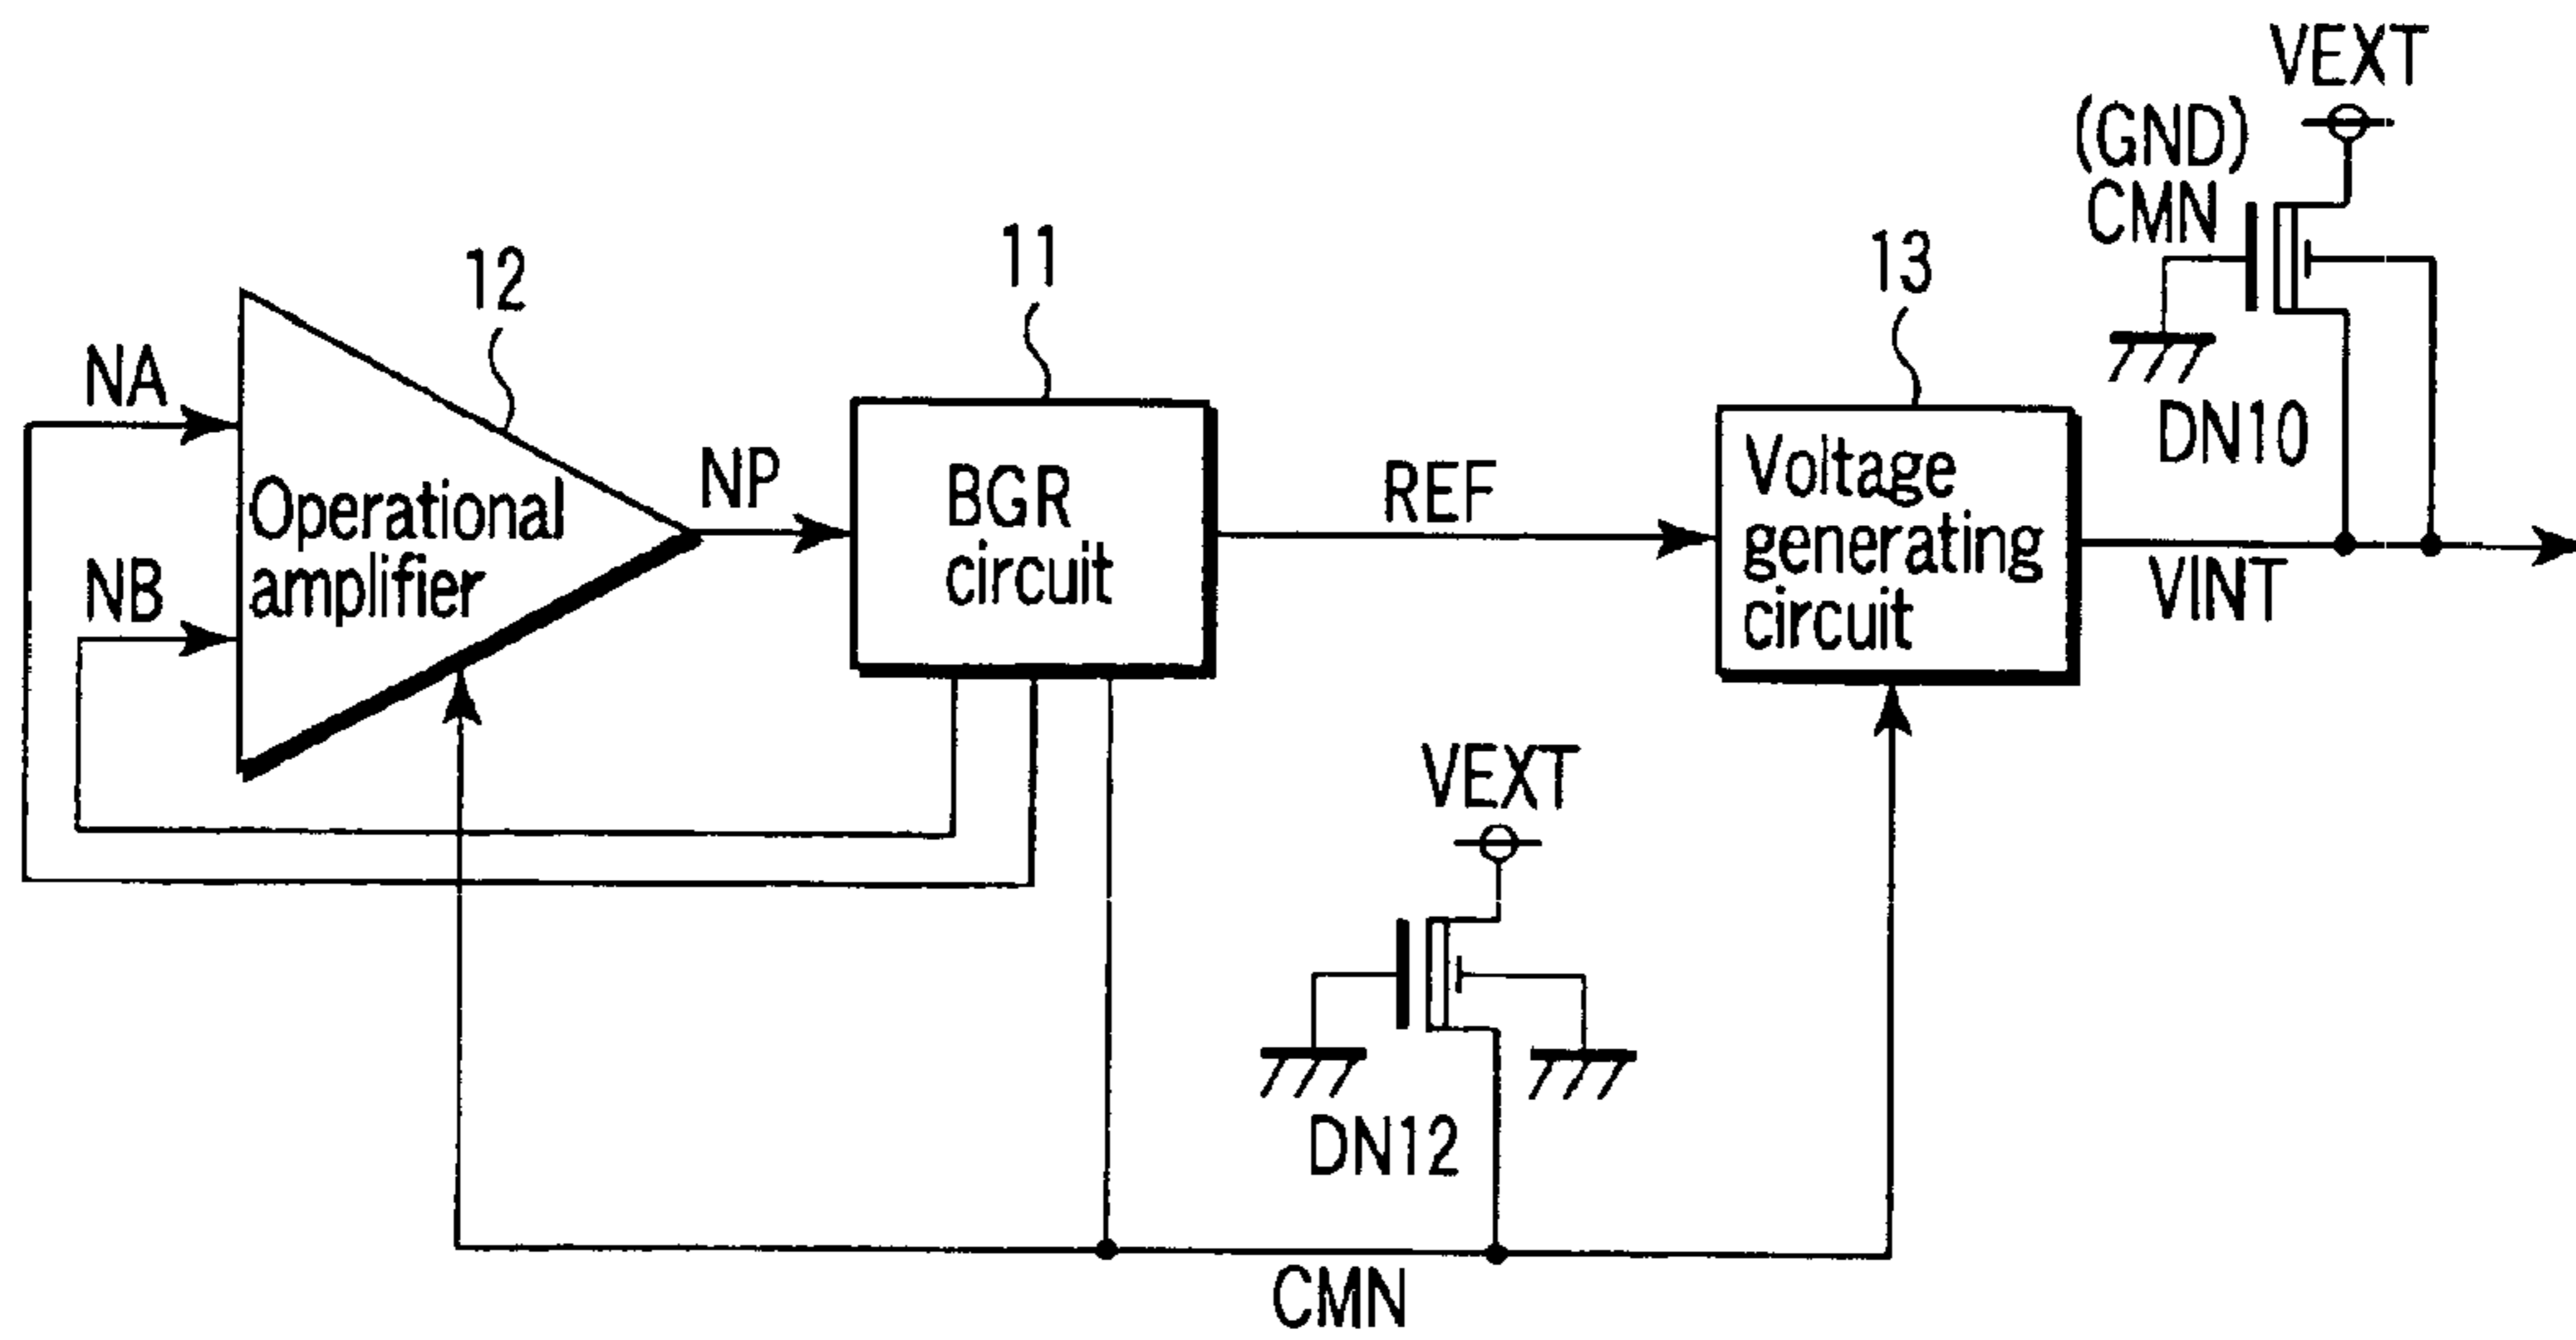 VEXT
(GND)
CMN
DN10
12
11
13
NA
NB
Operational
amplifier
NP
BGR
circuit
REF
Voltage
generating
circuit
VINT
VEXT
DN12
CMN